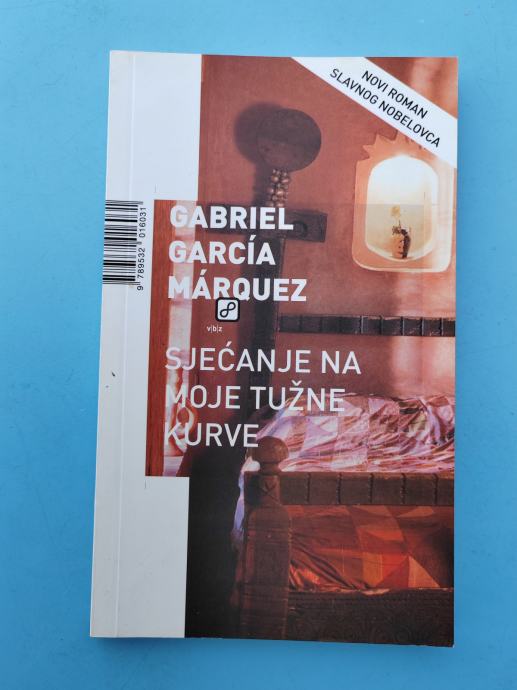 NOVI ROMAN
SLAVNOG NOBELOVCA
GABRIEL
GARCÍA
MÁRQUEZ
v|b|z
SJEĆANJE NA
MOJE TUŽNE
KURVE
9 789532 016031